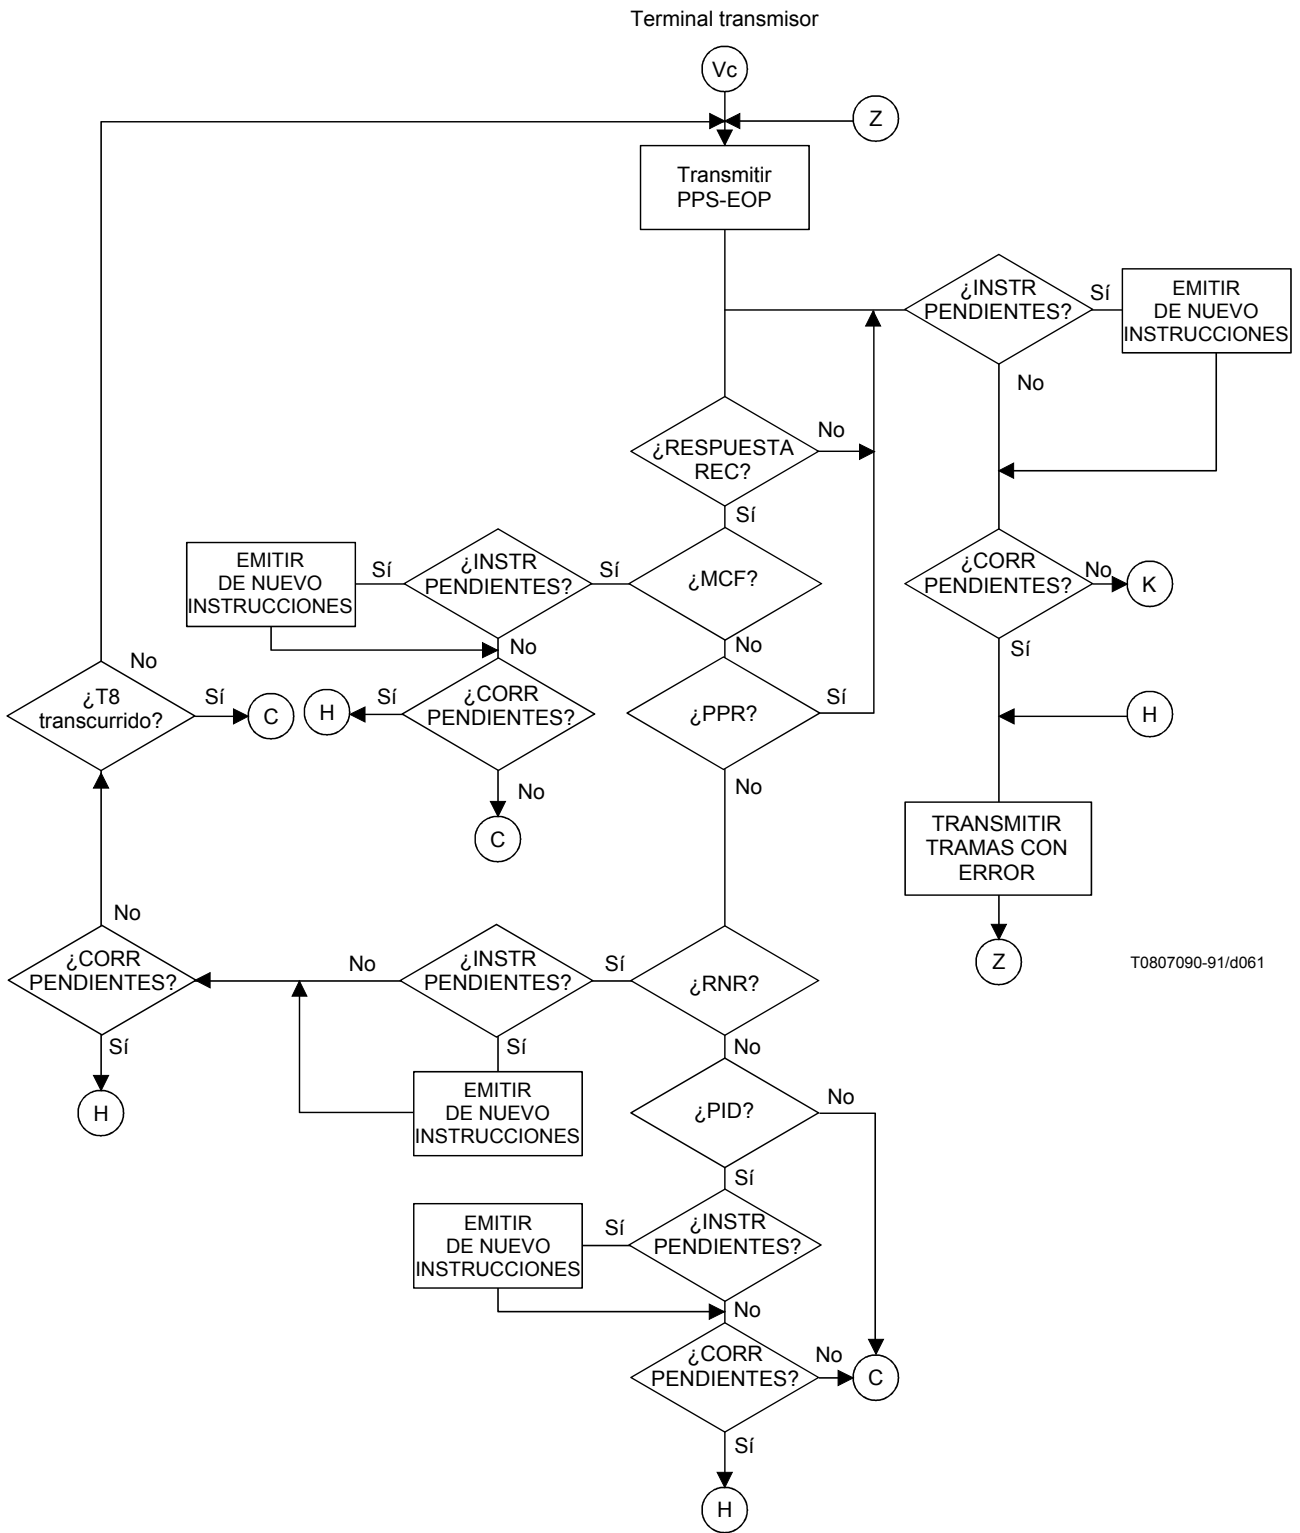 Terminal transmisor
Vc
Z
Transmitir
PPS-EOP
¿INSTR
PENDIENTES?
Sí
EMITIR
DE NUEVO
INSTRUCCIONES
No
¿RESPUESTA
REC?
No
Sí
EMITIR
DE NUEVO
INSTRUCCIONES
Sí
¿INSTR
PENDIENTES?
Sí
¿MCF?
¿CORR
PENDIENTES?
No
K
No
No
Sí
No
¿T8
transcurrido?
Sí
C
H
Sí
¿CORR
PENDIENTES?
¿PPR?
Sí
H
No
No
C
TRANSMITIR
TRAMAS CON
ERROR
No
¿CORR
PENDIENTES?
No
¿INSTR
PENDIENTES?
Sí
¿RNR?
Z
T0807090-91/d061
Sí
Sí
No
H
EMITIR
DE NUEVO
INSTRUCCIONES
¿PID?
No
Sí
EMITIR
DE NUEVO
INSTRUCCIONES
Sí
¿INSTR
PENDIENTES?
No
¿CORR
PENDIENTES?
No
C
Sí
H